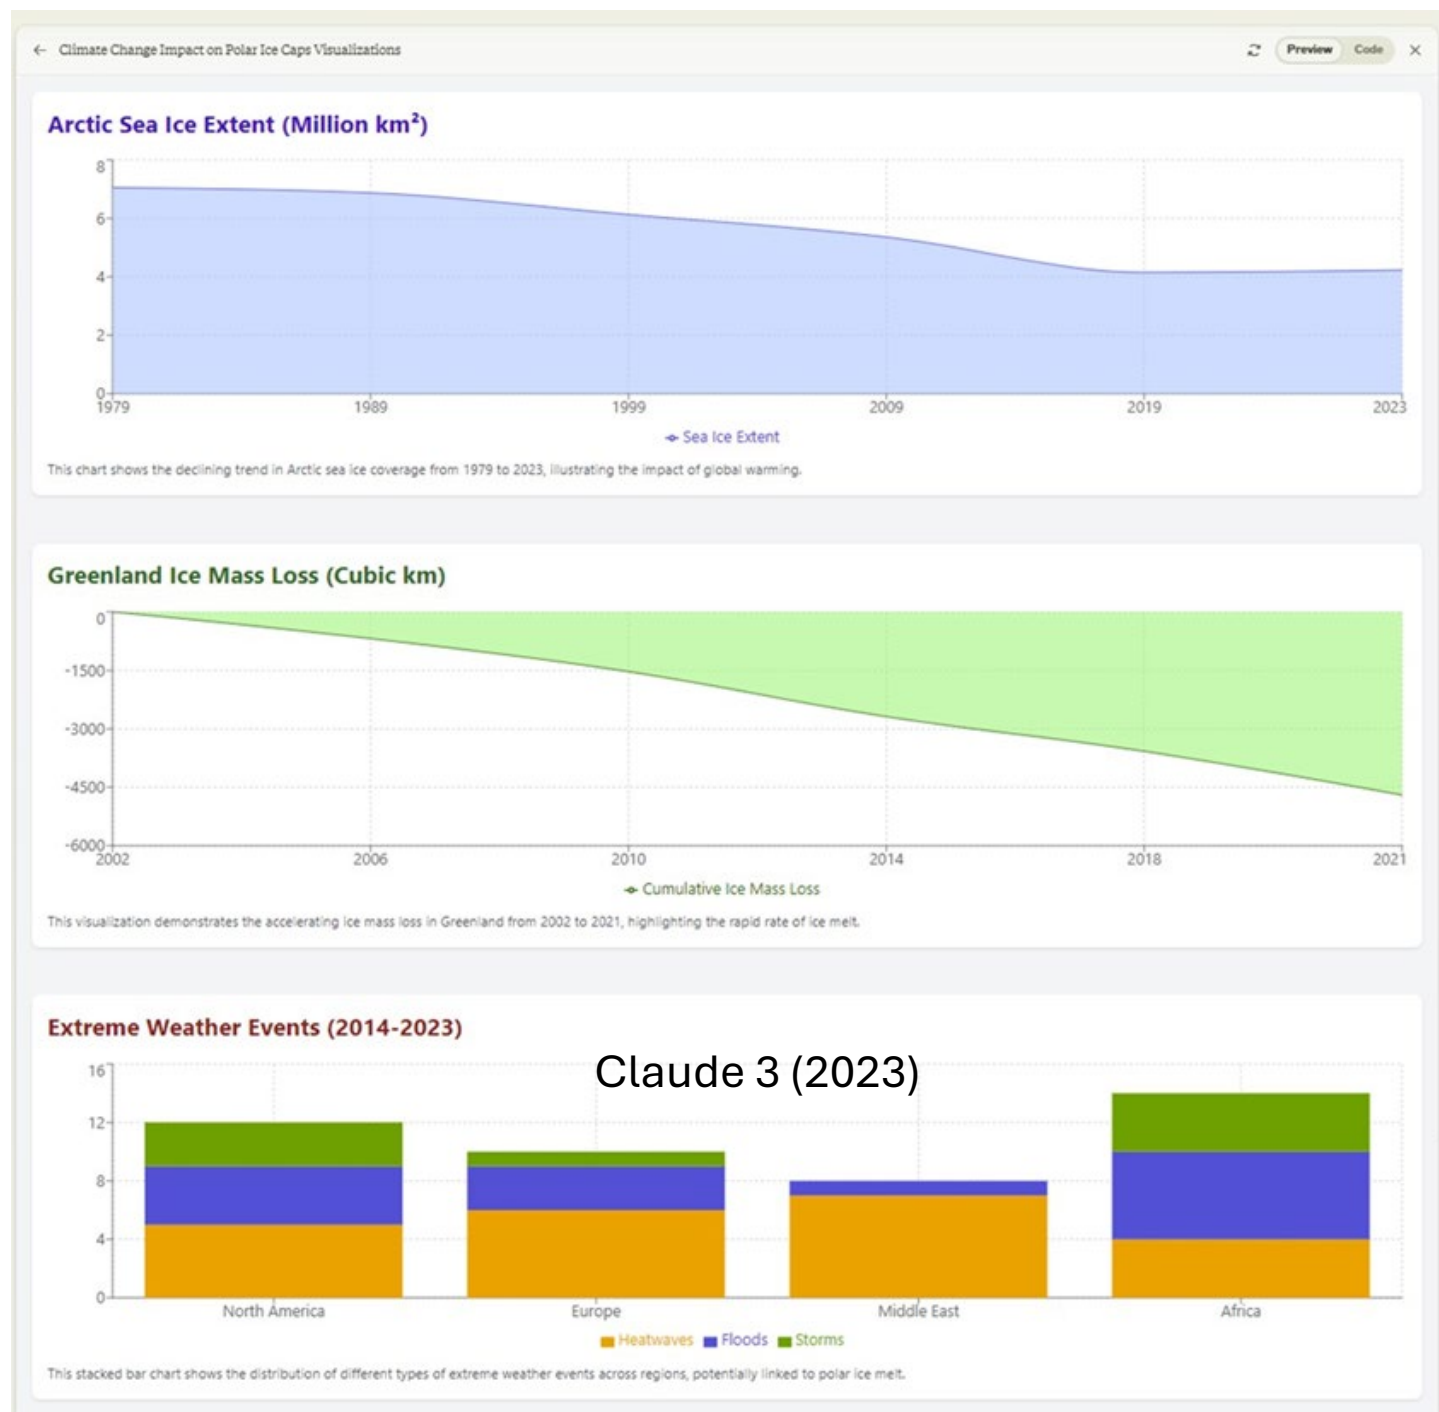 ← Climate Change Impact on Polar Ice Caps Visualizations Preview Code ×
Arctic Sea Ice Extent (Million km²)
8
6
4
2
0
1979 1989 1999 2009 2019 2023
Sea Ice Extent
This chart shows the declining trend in Arctic sea ice coverage from 1979 to 2023, illustrating the impact of global warming.
Greenland Ice Mass Loss (Cubic km)
0
-1500
-3000
-4500
-6000
2002 2006 2010 2014 2018 2021
Cumulative Ice Mass Loss
This visualization demonstrates the accelerating ice mass loss in Greenland from 2002 to 2021, highlighting the rapid rate of ice melt.
Extreme Weather Events (2014-2023)
Claude 3 (2023)
16
12
8
4
0
North America Europe Middle East Africa
Heatwaves Floods Storms
This stacked bar chart shows the distribution of different types of extreme weather events across regions, potentially linked to polar ice melt.